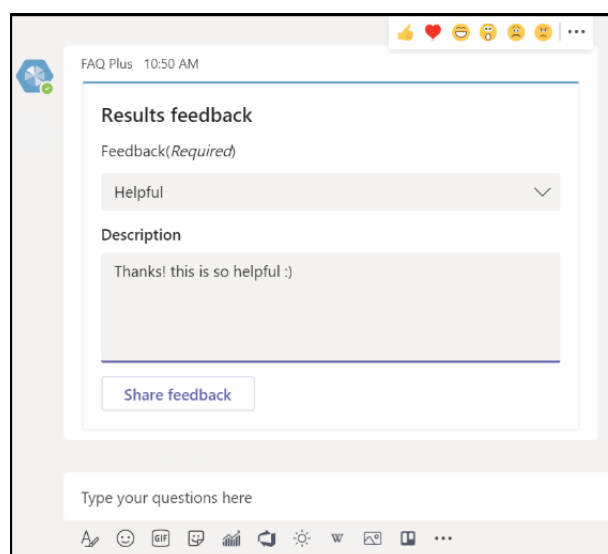 FAQ Plus 10:50 AM
Results feedback
Feedback(Required)
Helpful
Description
Thanks! this is so helpful :)
Share feedback
Type your questions here
GIF
W